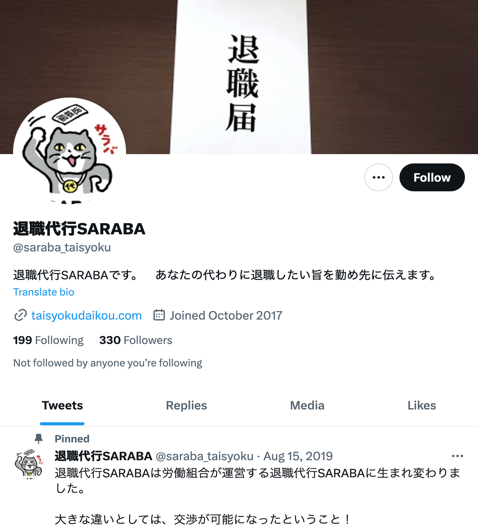 退職届
退職届
サラバ
代
Follow
退職代行SARABA
@saraba_taisyoku
退職代行SARABAです。　あなたの代わりに退職したい旨を勤め先に伝えます。
Translate bio
taisyokudaikou.com Joined October 2017
199 Following 330 Followers
Not followed by anyone you're following
Tweets Replies Media Likes
Pinned
退職代行SARABA @saraba_taisyoku · Aug 15, 2019
退職代行SARABAは労働組合が運営する退職代行SARABAに生まれ変わりま
した。
大きな違いとしては、交渉が可能になったということ！